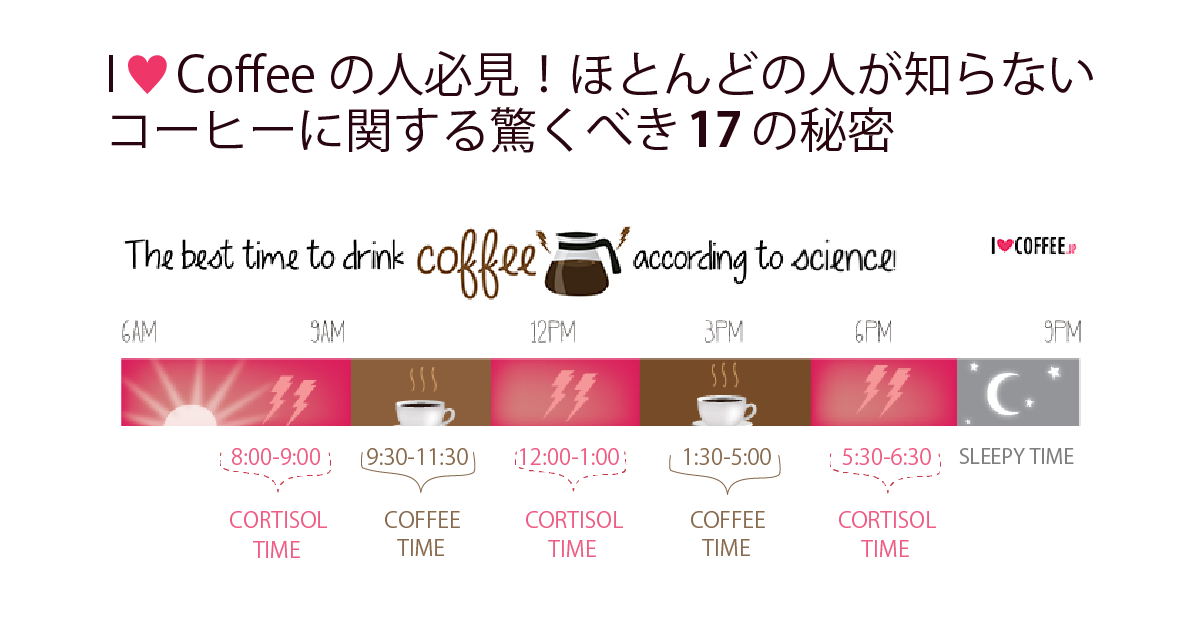 I ♥ Coffee の人必見！ほとんどの人が知らない
コーヒーに関する驚くべき 17 の秘密
The best time to drink coffee according to science!
I ♥ COFFEE.JP
6AM 9AM 12PM 3PM 6PM 9PM
8:00-9:00 9:30-11:30 12:00-1:00 1:30-5:00 5:30-6:30 SLEEPY TIME
CORTISOL COFFEE CORTISOL COFFEE CORTISOL
TIME TIME TIME TIME TIME